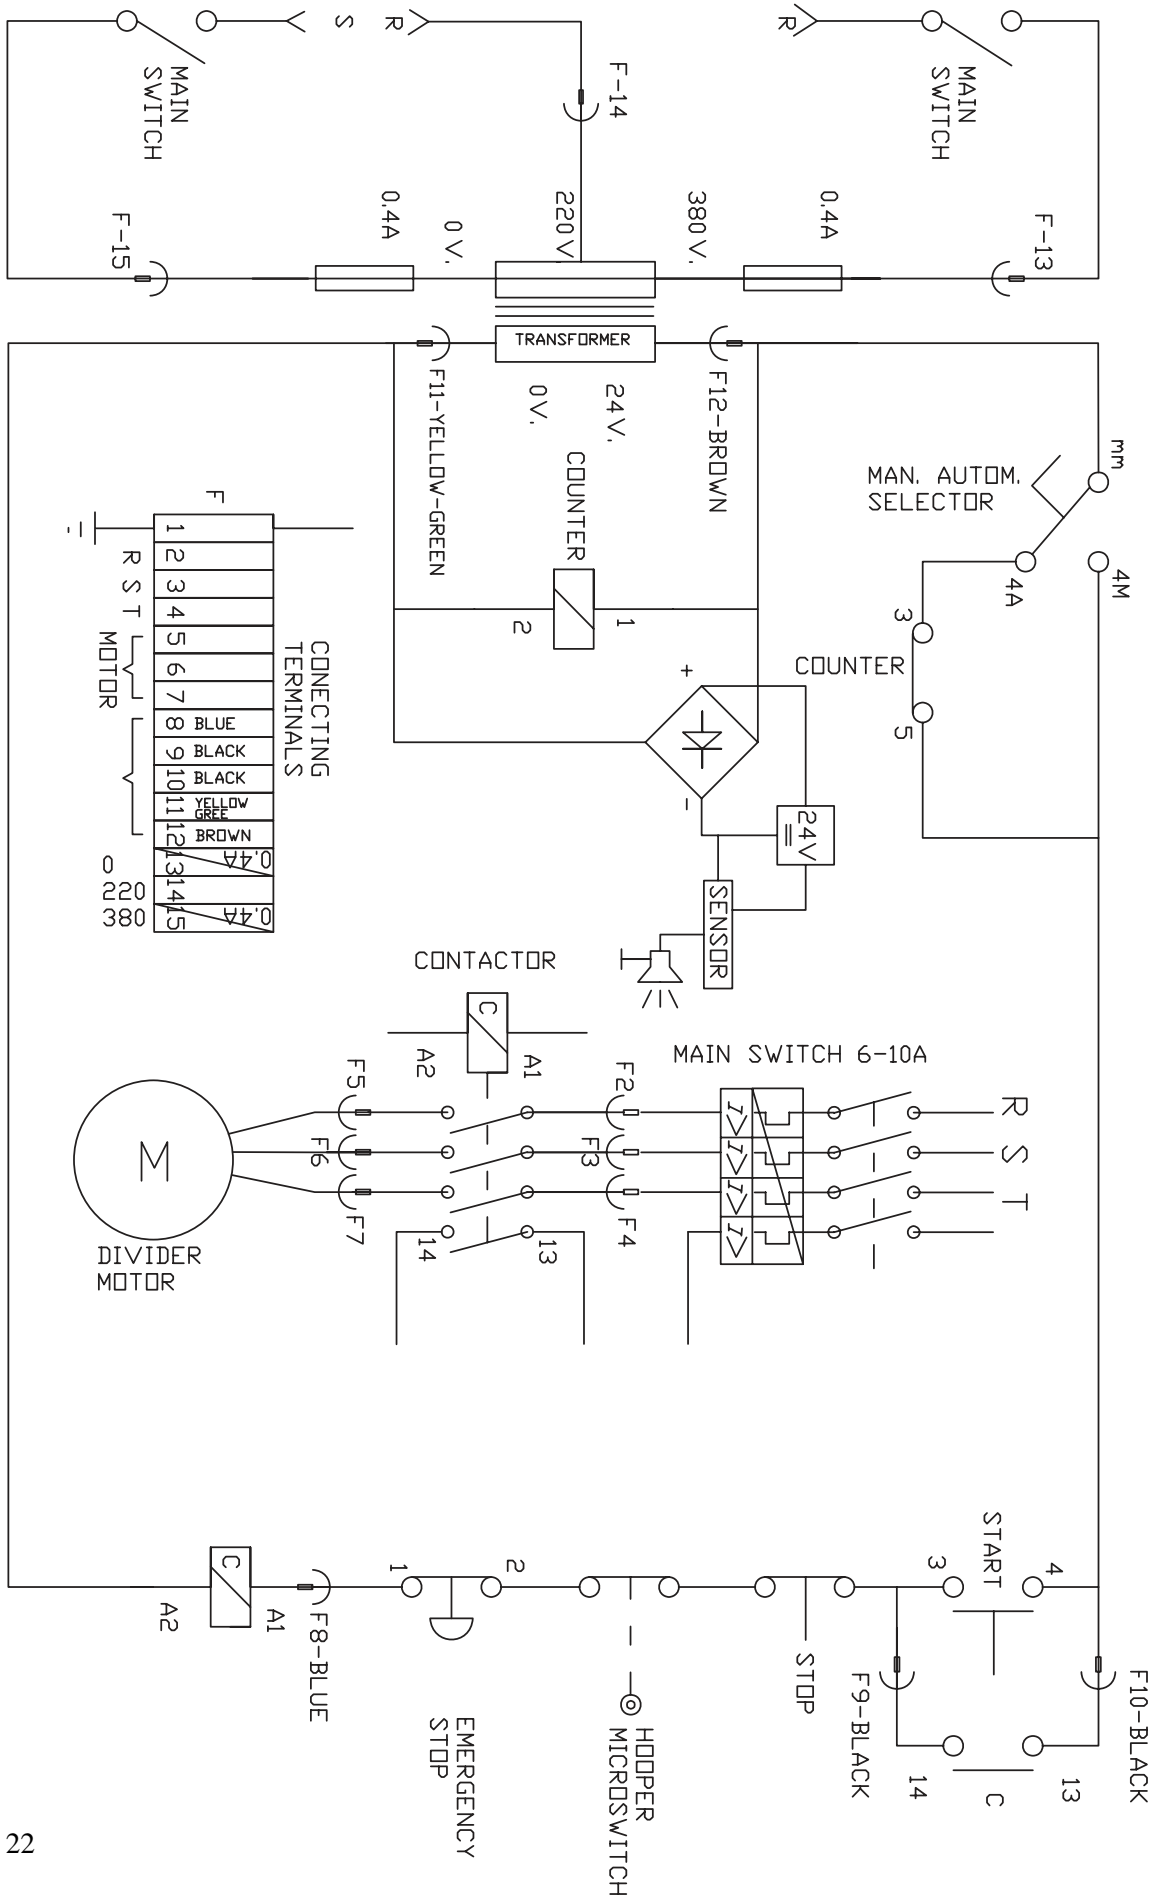 S
R
R
MAIN
SWITCH
F-14
MAIN
SWITCH
F-15
0.4A
0 V.
220V.
380V.
0.4A
F-13
TRANSFORMER
F11-YELLOW-GREEN
0V.
24V.
F12-BROWN
mm
MAN. AUTOM.
SELECTOR
4A
4M
COUNTER
1
2
3
COUNTER
5
F
CONECTING
TERMINALS
1
R 2
S 3
T 4
5
6
7
MOTOR
8 BLUE
9 BLACK
10 BLACK
11 YELLOW
GREE
12 BROWN
0 13 0.4A
220 14
380 15 0.4A
+
-
24V
SENSOR
CONTACTOR
C
A2
A1
MAIN SWITCH 6-10A
F5
F6
F7
F2
F3
F4
14
13
I>
I>
I>
I>
R
S
T
M
DIVIDER
MOTOR
C
A2
A1
F8-BLUE
1
2
EMERGENCY
STOP
HOOPER
MICROSWITCH
STOP
START
3
4
F9-BLACK
F10-BLACK
14
13
C
22